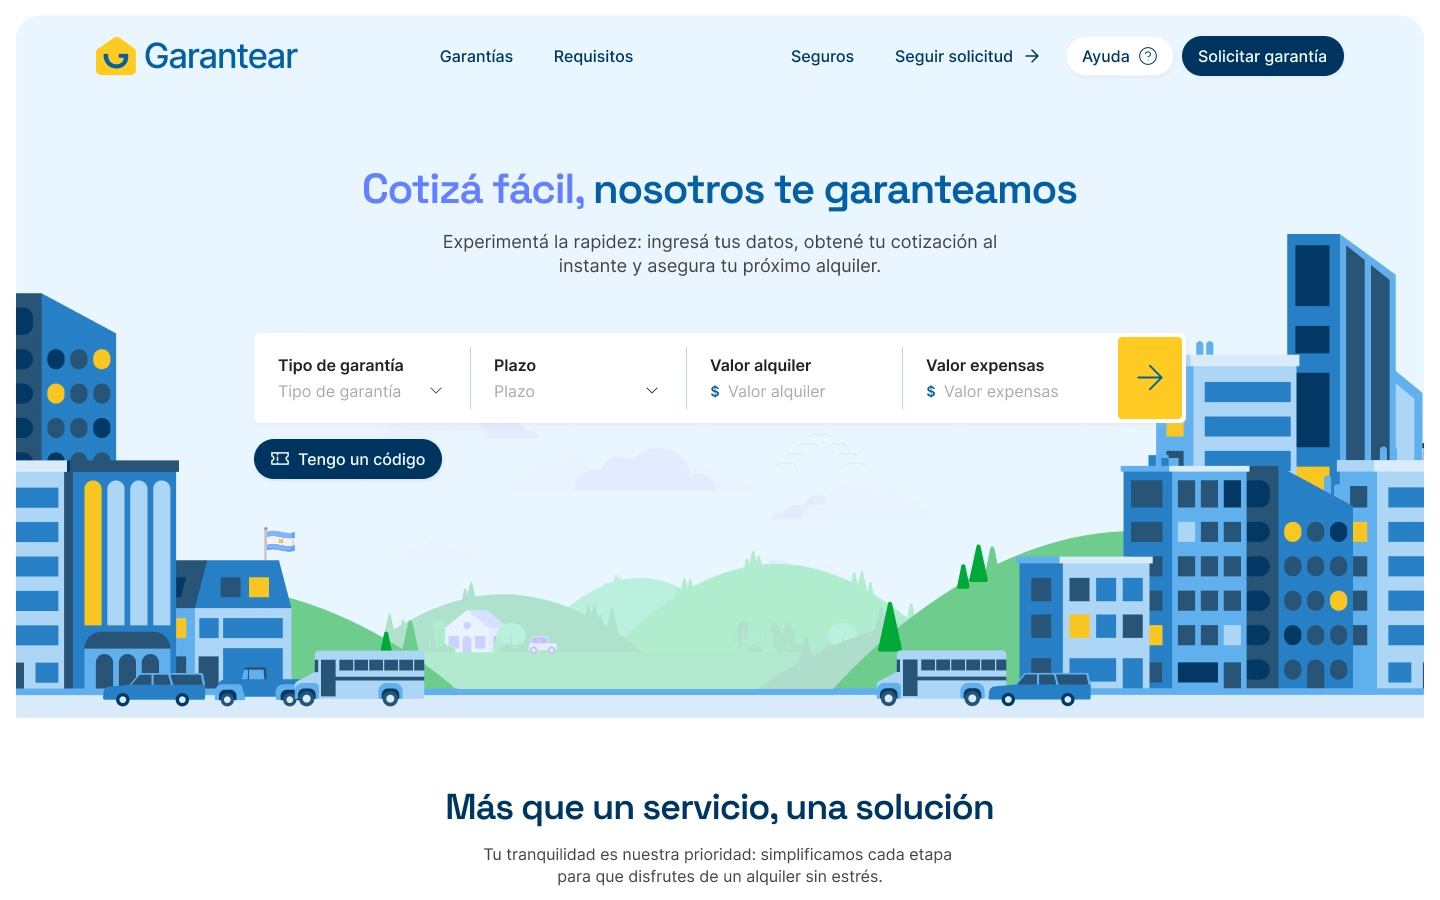 Garantear
Garantías
Requisitos
Seguros
Seguir solicitud
Ayuda
Solicitar garantía
Cotizá fácil, nosotros te garanteamos
Experimentá la rapidez: ingresá tus datos, obtené tu cotización al
instante y asegura tu próximo alquiler.
Tipo de garantía
Tipo de garantía
Plazo
Plazo
Valor alquiler
$ Valor alquiler
Valor expensas
$ Valor expensas
Tengo un código
Más que un servicio, una solución
Tu tranquilidad es nuestra prioridad: simplificamos cada etapa
para que disfrutes de un alquiler sin estrés.